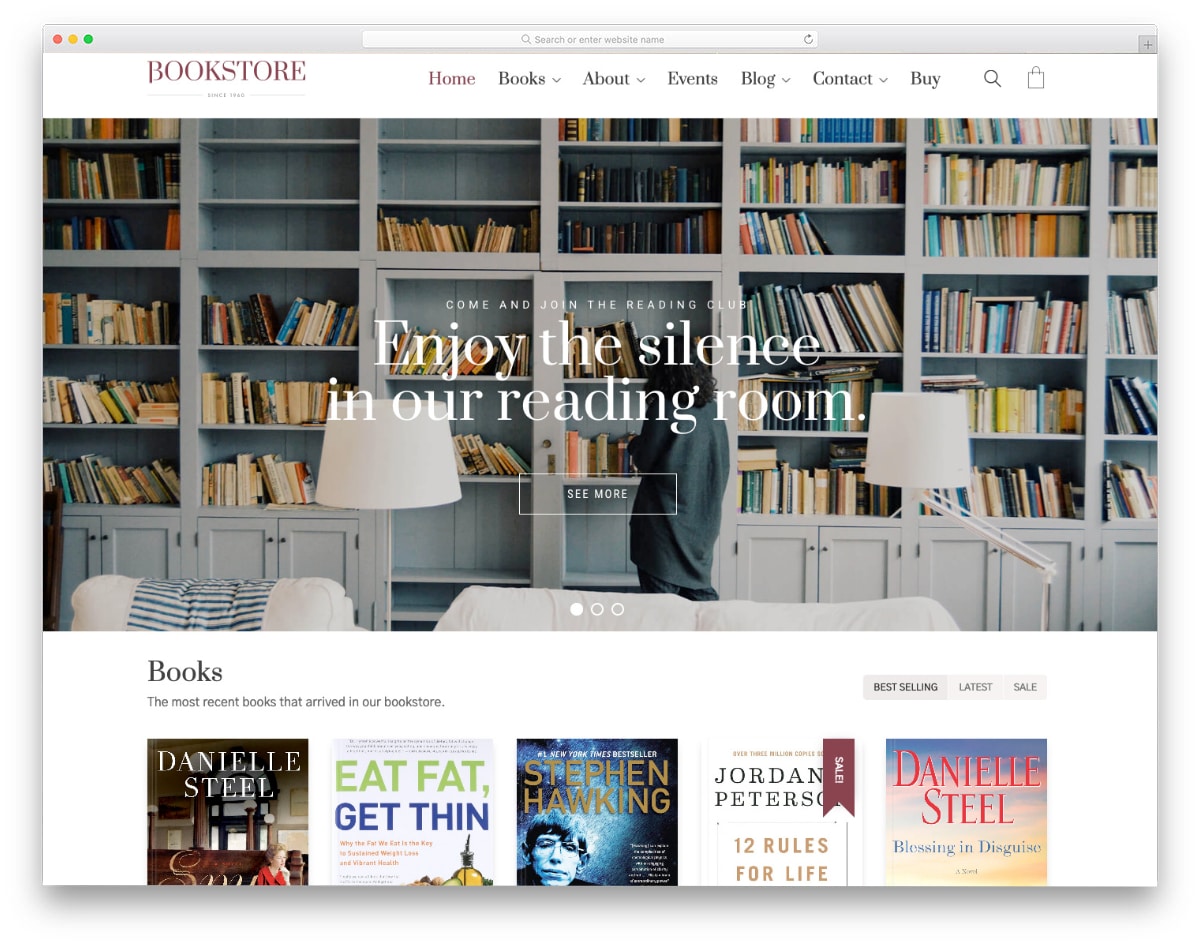 Search or enter website name
BOOKSTORE
SINCE 1960
Home Books About Events Blog Contact Buy
COME AND JOIN THE READING CLUB
Enjoy the silence
in our reading room.
SEE MORE
Books
The most recent books that arrived in our bookstore.
BEST SELLING LATEST SALE
DANIELLE
STEEL
Spy
EAT FAT,
GET THIN
Why the Fat We Eat Is the Key
to Sustained Weight Loss
and Vibrant Health
#1 NEW YORK TIMES BESTSELLER
STEPHEN
HAWKING
OVER THREE MILLION COPIES
SALE!
JORDAN
PETERSO
12 RULES
FOR LIFE
DANIELLE
STEEL
Blessing in Disguise
A Novel